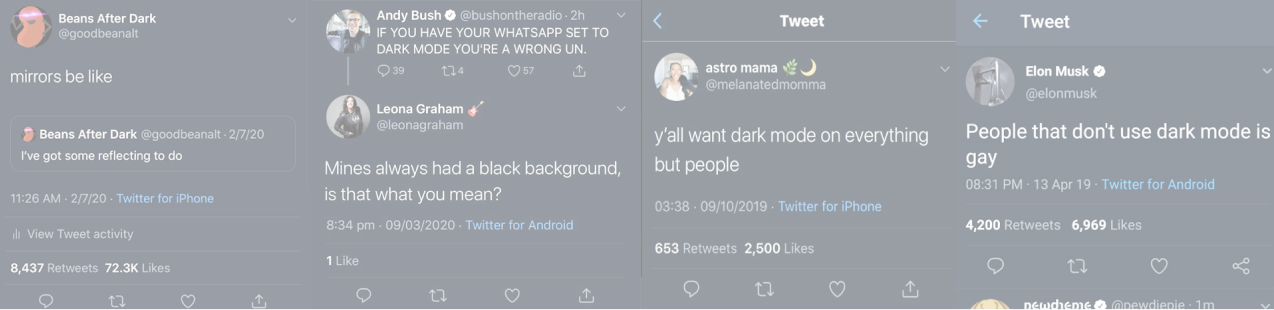 Beans After Dark
@goodbeanalt
mirrors be like
Beans After Dark @goodbeanalt · 2/7/20
I've got some reflecting to do
11:26 AM · 2/7/20 · Twitter for iPhone
View Tweet activity
8,437 Retweets 72.3K Likes
Andy Bush @bushontheradio · 2h
IF YOU HAVE YOUR WHATSAPP SET TO
DARK MODE YOU'RE A WRONG UN.
39 4 57
Leona Graham 🎸
@leonagraham
Mines always had a black background,
is that what you mean?
8:34 pm · 09/03/2020 · Twitter for Android
1 Like
Tweet
astro mama 🌿🌙
@melanatedmomma
y'all want dark mode on everything
but people
03:38 · 09/10/2019 · Twitter for iPhone
653 Retweets 2,500 Likes
Tweet
Elon Musk
@elonmusk
People that don't use dark mode is
gay
08:31 PM · 13 Apr 19 · Twitter for Android
4,200 Retweets 6,969 Likes
@pewdiepie · 1m